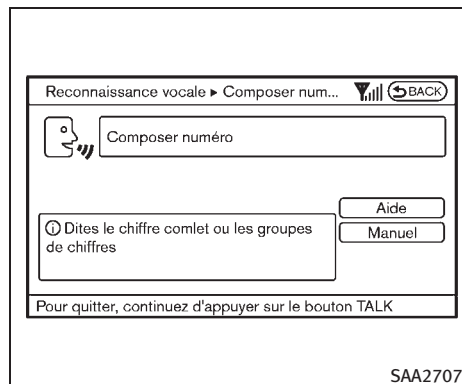 Reconnaissance vocale ▸ Composer num... BACK
Composer numéro
Aide
Manuel
ⓘ Dites le chiffre comlet ou les groupes
de chiffres
Pour quitter, continuez d'appuyer sur le bouton TALK
SAA2707